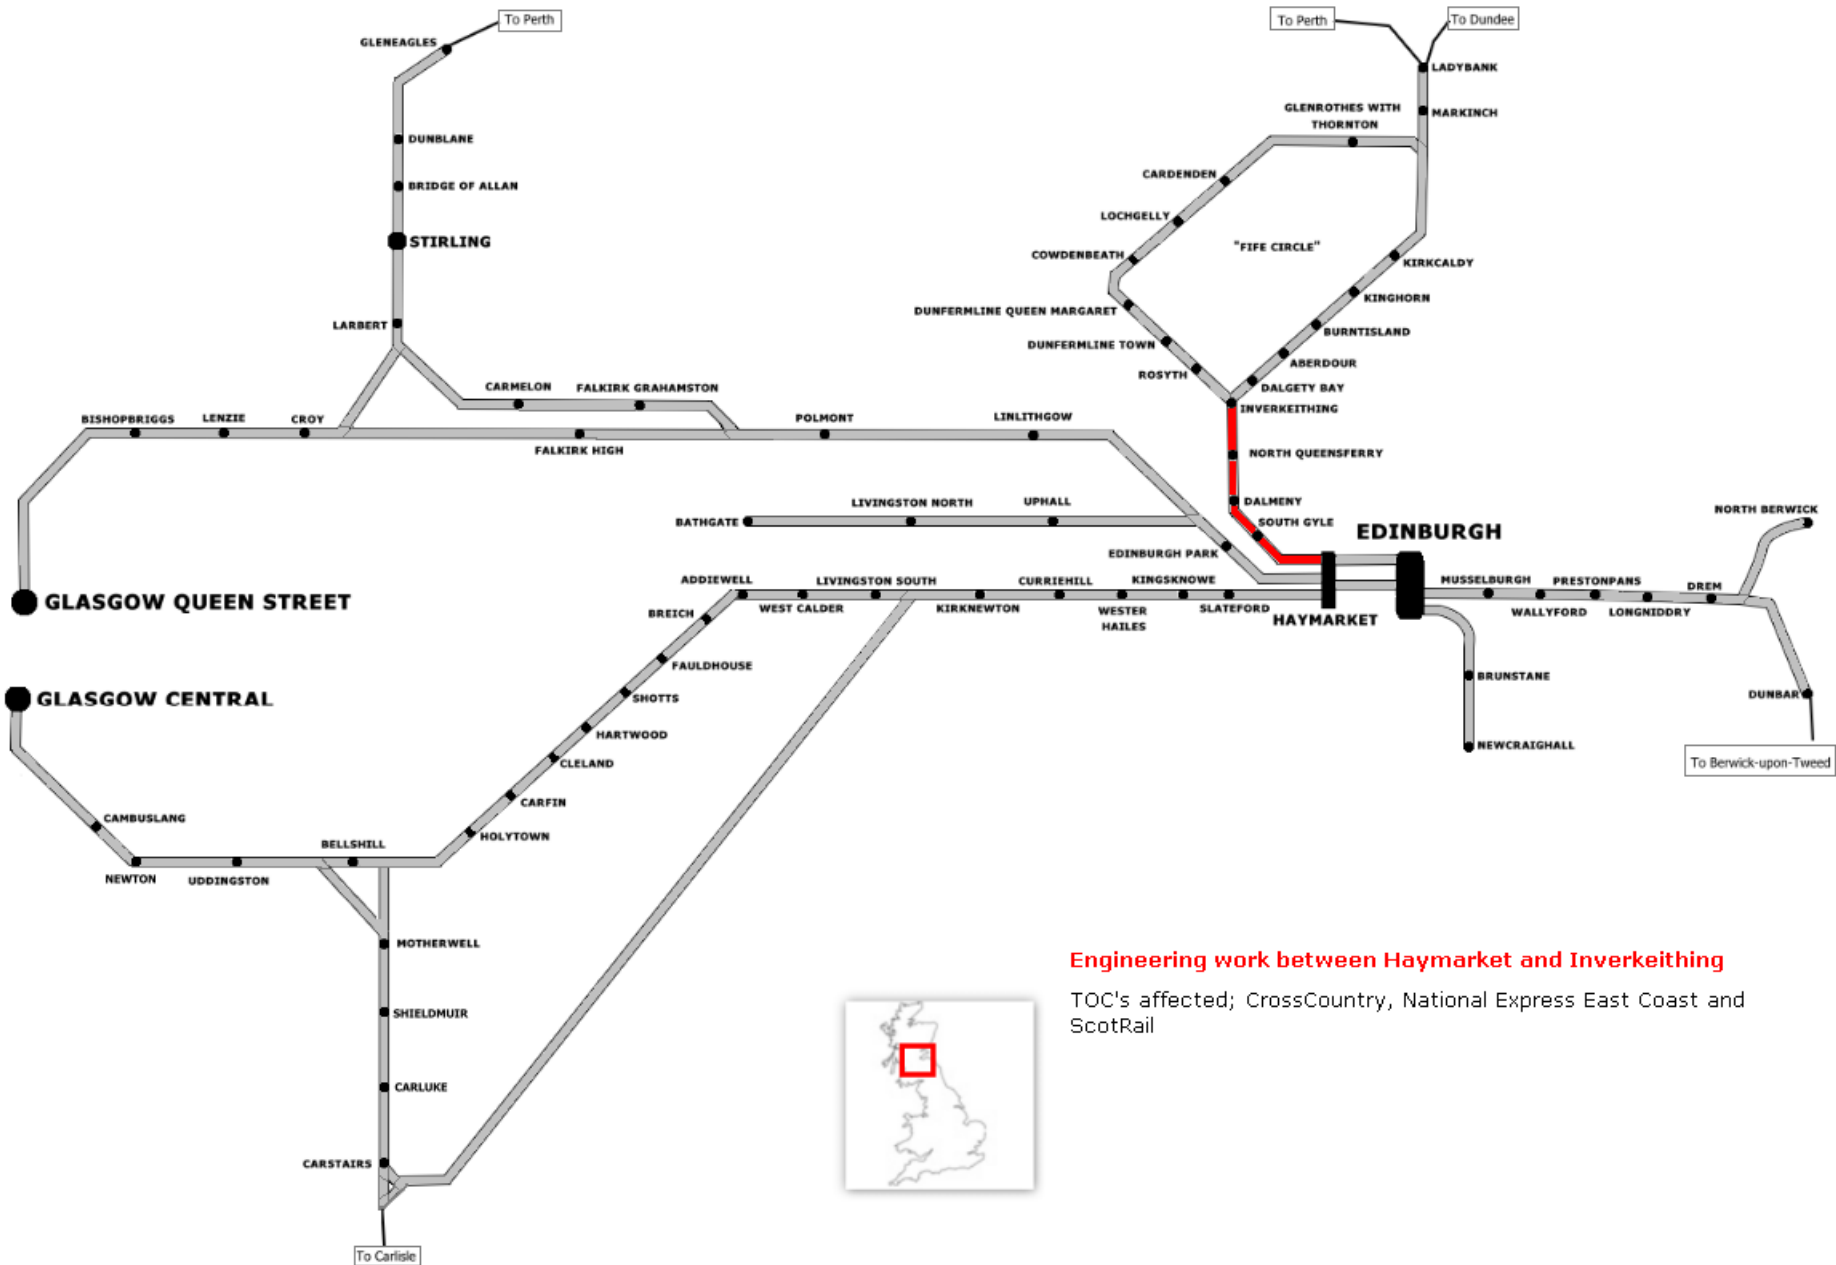 To Perth
GLENEAGLES
DUNBLANE
BRIDGE OF ALLAN
STIRLING
LARBERT
CARMELON
FALKIRK GRAHAMSTON
BISHOPBRIGGS
LENZIE
CROY
FALKIRK HIGH
POLMONT
LINLITHGOW
GLASGOW QUEEN STREET
To Perth
To Dundee
LADYBANK
MARKINCH
GLENROTHES WITH
THORNTON
CARDENDEN
LOCHGELLY
COWDENBEATH
"FIFE CIRCLE"
KIRKCALDY
KINGHORN
BURNTISLAND
ABERDOUR
DALGETY BAY
DUNFERMLINE QUEEN MARGARET
DUNFERMLINE TOWN
ROSYTH
INVERKEITHING
NORTH QUEENSFERRY
DALMENY
SOUTH GYLE
BATHGATE
LIVINGSTON NORTH
UPHALL
EDINBURGH PARK
EDINBURGH
HAYMARKET
ADDIEWELL
WEST CALDER
LIVINGSTON SOUTH
KIRKNEWTON
CURRIEHILL
WESTER
HAILES
KINGSKNOWE
SLATEFORD
MUSSELBURGH
WALLYFORD
PRESTONPANS
LONGNIDDRY
DREM
NORTH BERWICK
DUNBAR
To Berwick-upon-Tweed
BRUNSTANE
NEWCRAIGHALL
BREICH
FAULDHOUSE
SHOTTS
HARTWOOD
CLELAND
CARFIN
HOLYTOWN
GLASGOW CENTRAL
CAMBUSLANG
NEWTON
UDDINGSTON
BELLSHILL
MOTHERWELL
SHIELDMUIR
CARLUKE
CARSTAIRS
To Carlisle
Engineering work between Haymarket and Inverkeithing
TOC's affected; CrossCountry, National Express East Coast and
ScotRail